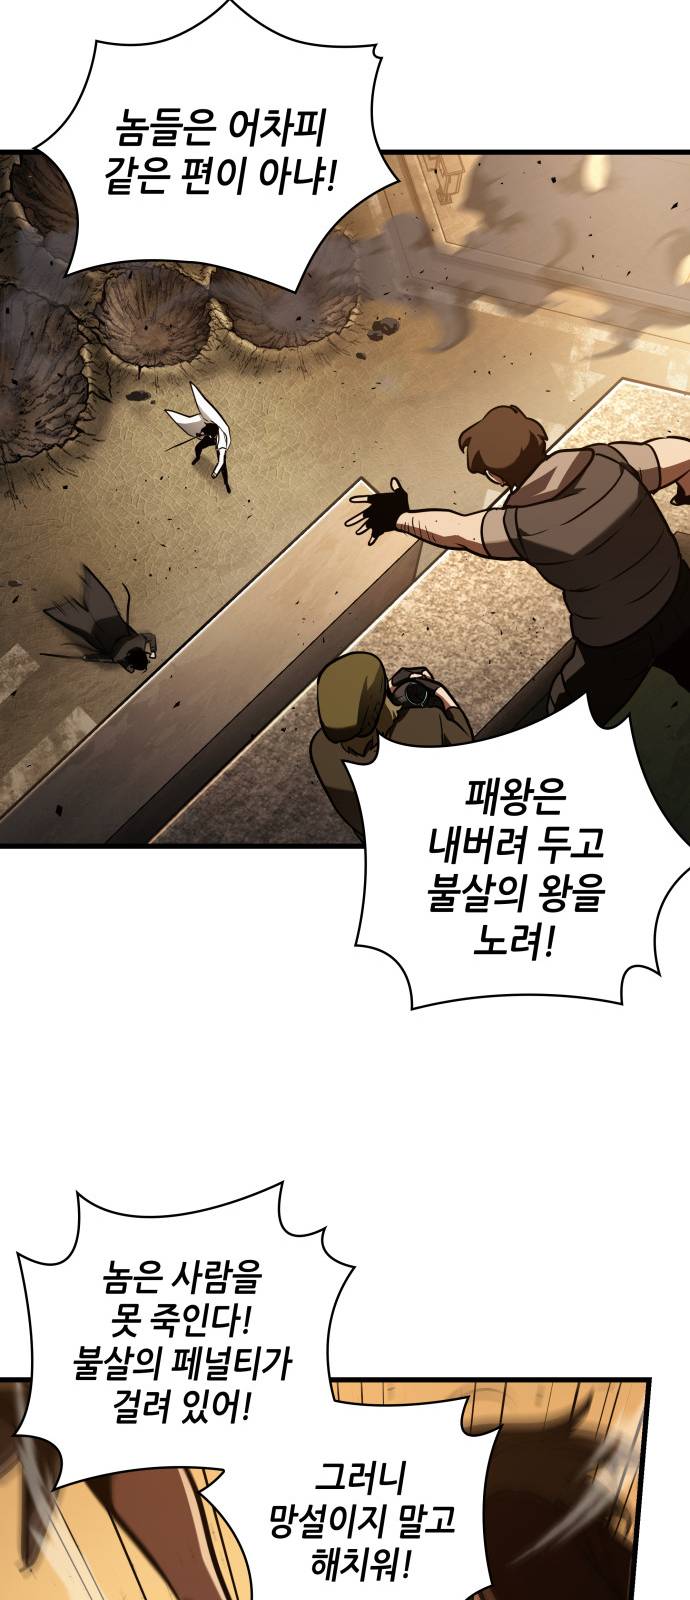 놈들은 어차피
같은 편이 아냐!
패왕은
내버려 두고
불살의 왕을
노려!
놈은 사람을
못 죽인다!
불살의 페널티가
걸려 있어!
그러니
망설이지 말고
해치워!